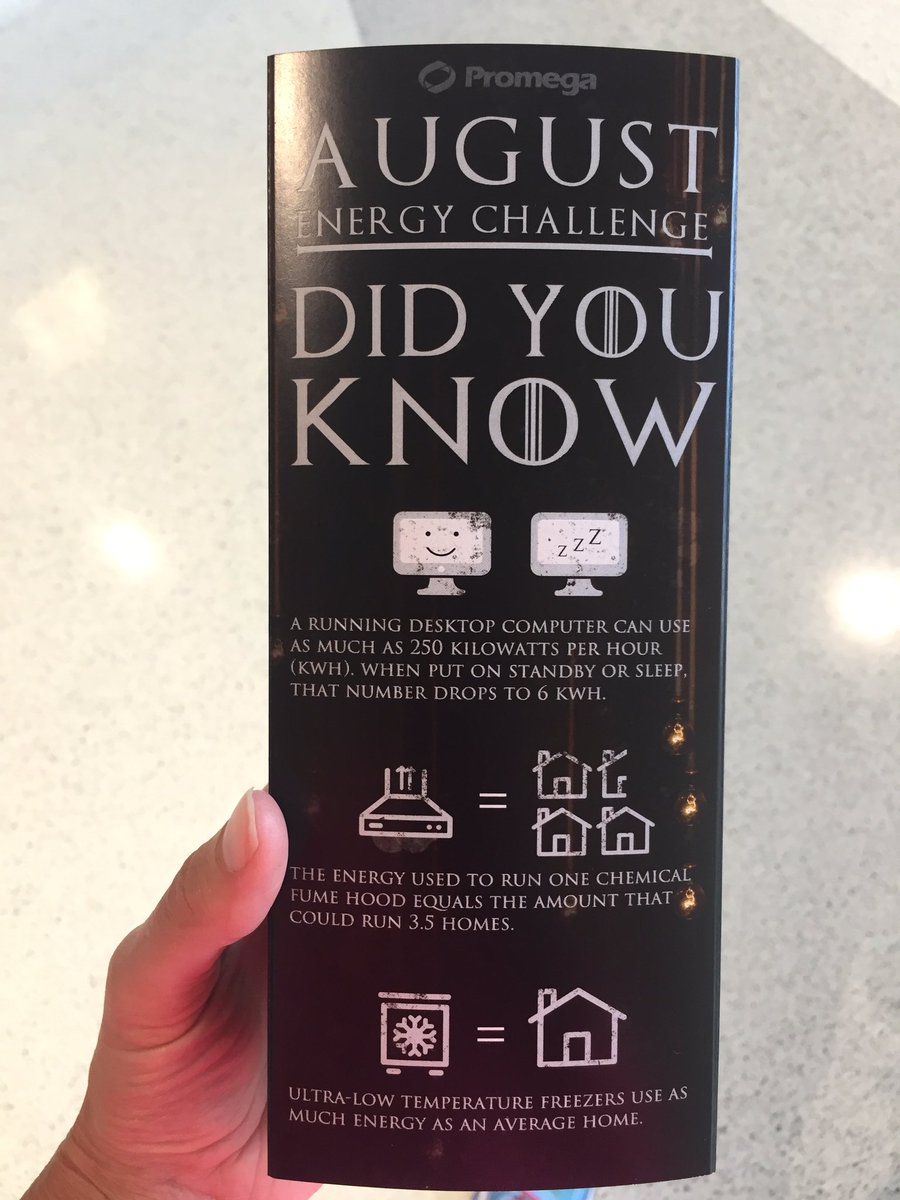 Promega
AUGUST
ENERGY CHALLENGE
DID YOU
KNOW
z z Z
A RUNNING DESKTOP COMPUTER CAN USE
AS MUCH AS 250 KILOWATTS PER HOUR
(KWH). WHEN PUT ON STANDBY OR SLEEP,
THAT NUMBER DROPS TO 6 KWH.
=
THE ENERGY USED TO RUN ONE CHEMICAL
FUME HOOD EQUALS THE AMOUNT THAT
COULD RUN 3.5 HOMES.
=
ULTRA-LOW TEMPERATURE FREEZERS USE AS
MUCH ENERGY AS AN AVERAGE HOME.